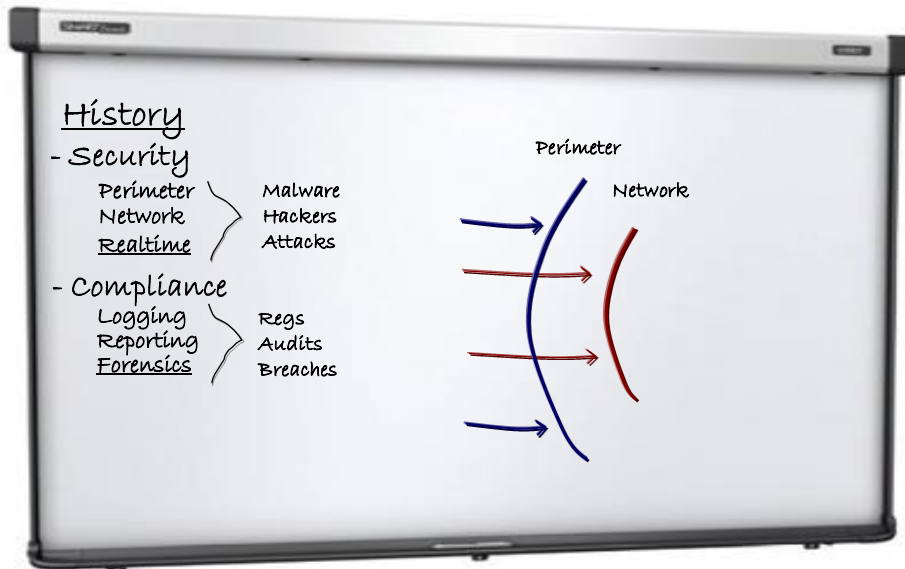 History
- Security
Perimeter
Network
Realtime
Malware
Hackers
Attacks
- Compliance
Logging
Reporting
Forensics
Regs
Audits
Breaches
Perimeter
Network